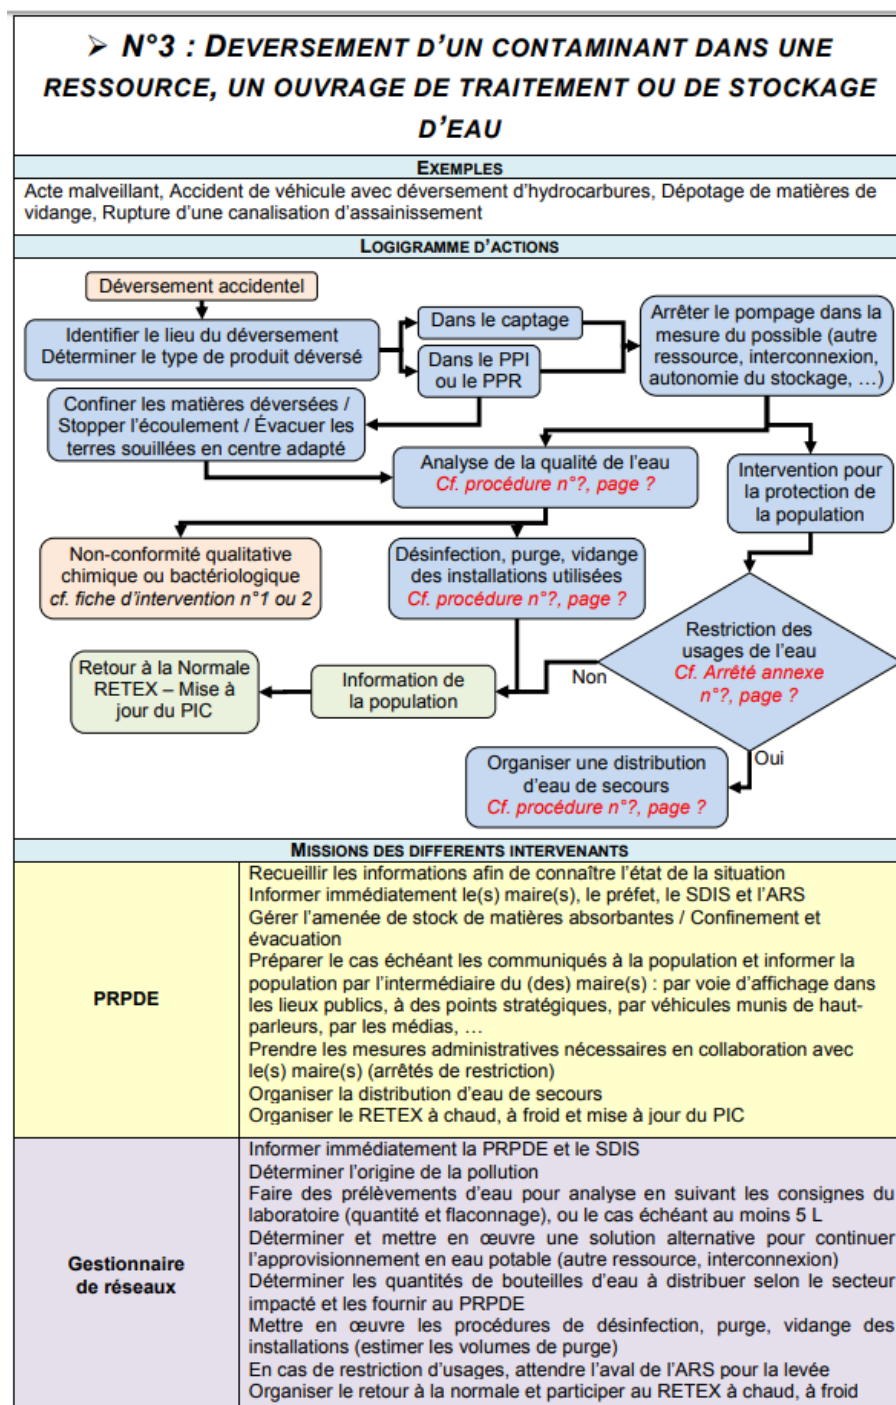 ➢ N°3 : DEVERSEMENT D'UN CONTAMINANT DANS UNE
RESSOURCE, UN OUVRAGE DE TRAITEMENT OU DE STOCKAGE
D'EAU
EXEMPLES
Acte malveillant, Accident de véhicule avec déversement d'hydrocarbures, Dépotage de matières de
vidange, Rupture d'une canalisation d'assainissement
LOGIGRAMME D'ACTIONS
Déversement accidentel
Identifier le lieu du déversement
Déterminer le type de produit déversé
Dans le captage
Dans le PPI
ou le PPR
Arrêter le pompage dans la
mesure du possible (autre
ressource, interconnexion,
autonomie du stockage, …)
Confiner les matières déversées /
Stopper l'écoulement / Évacuer les
terres souillées en centre adapté
Analyse de la qualité de l'eau
Cf. procédure n°?, page ?
Intervention pour
la protection de
la population
Non-conformité qualitative
chimique ou bactériologique
cf. fiche d'intervention n°1 ou 2
Désinfection, purge, vidange
des installations utilisées
Cf. procédure n°?, page ?
Restriction des
usages de l'eau
Cf. Arrêté annexe
n°?, page ?
Non
Oui
Retour à la Normale
RETEX – Mise à
jour du PIC
Information de
la population
Organiser une distribution
d'eau de secours
Cf. procédure n°?, page ?
MISSIONS DES DIFFERENTS INTERVENANTS
PRPDE
Recueillir les informations afin de connaître l'état de la situation
Informer immédiatement le(s) maire(s), le préfet, le SDIS et l'ARS
Gérer l'amenée de stock de matières absorbantes / Confinement et
évacuation
Préparer le cas échéant les communiqués à la population et informer la
population par l'intermédiaire du (des) maire(s) : par voie d'affichage dans
les lieux publics, à des points stratégiques, par véhicules munis de haut-
parleurs, par les médias, …
Prendre les mesures administratives nécessaires en collaboration avec
le(s) maire(s) (arrêtés de restriction)
Organiser la distribution d'eau de secours
Organiser le RETEX à chaud, à froid et mise à jour du PIC
Gestionnaire
de réseaux
Informer immédiatement la PRPDE et le SDIS
Déterminer l'origine de la pollution
Faire des prélèvements d'eau pour analyse en suivant les consignes du
laboratoire (quantité et flaconnage), ou le cas échéant au moins 5 L
Déterminer et mettre en œuvre une solution alternative pour continuer
l'approvisionnement en eau potable (autre ressource, interconnexion)
Déterminer les quantités de bouteilles d'eau à distribuer selon le secteur
impacté et les fournir au PRPDE
Mettre en œuvre les procédures de désinfection, purge, vidange des
installations (estimer les volumes de purge)
En cas de restriction d'usages, attendre l'aval de l'ARS pour la levée
Organiser le retour à la normale et participer au RETEX à chaud, à froid